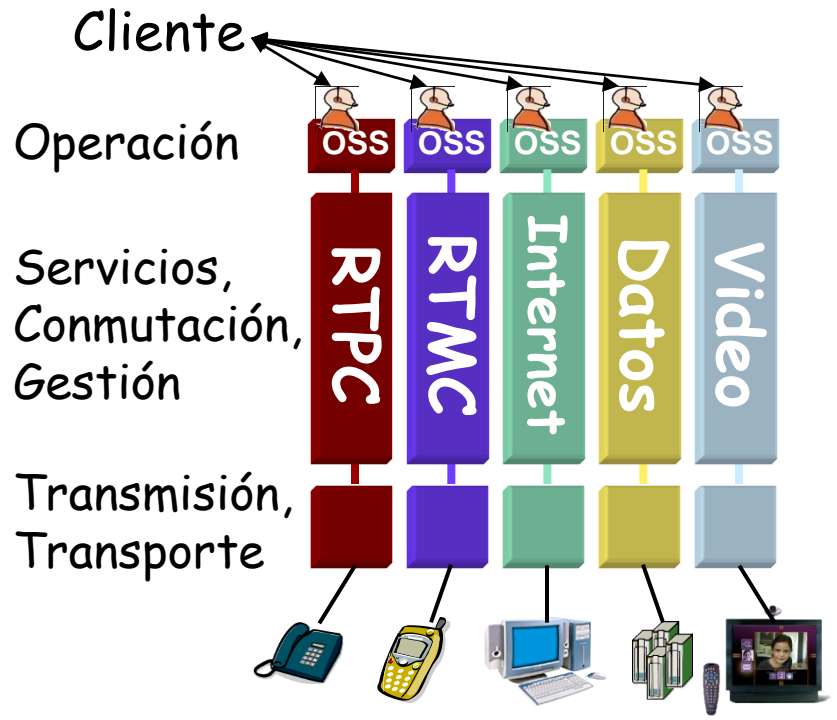 Cliente
Operación
OSS OSS OSS OSS OSS
Servicios,
Conmutación,
Gestión
RTPC
RTMC
Internet
Datos
Video
Transmisión,
Transporte